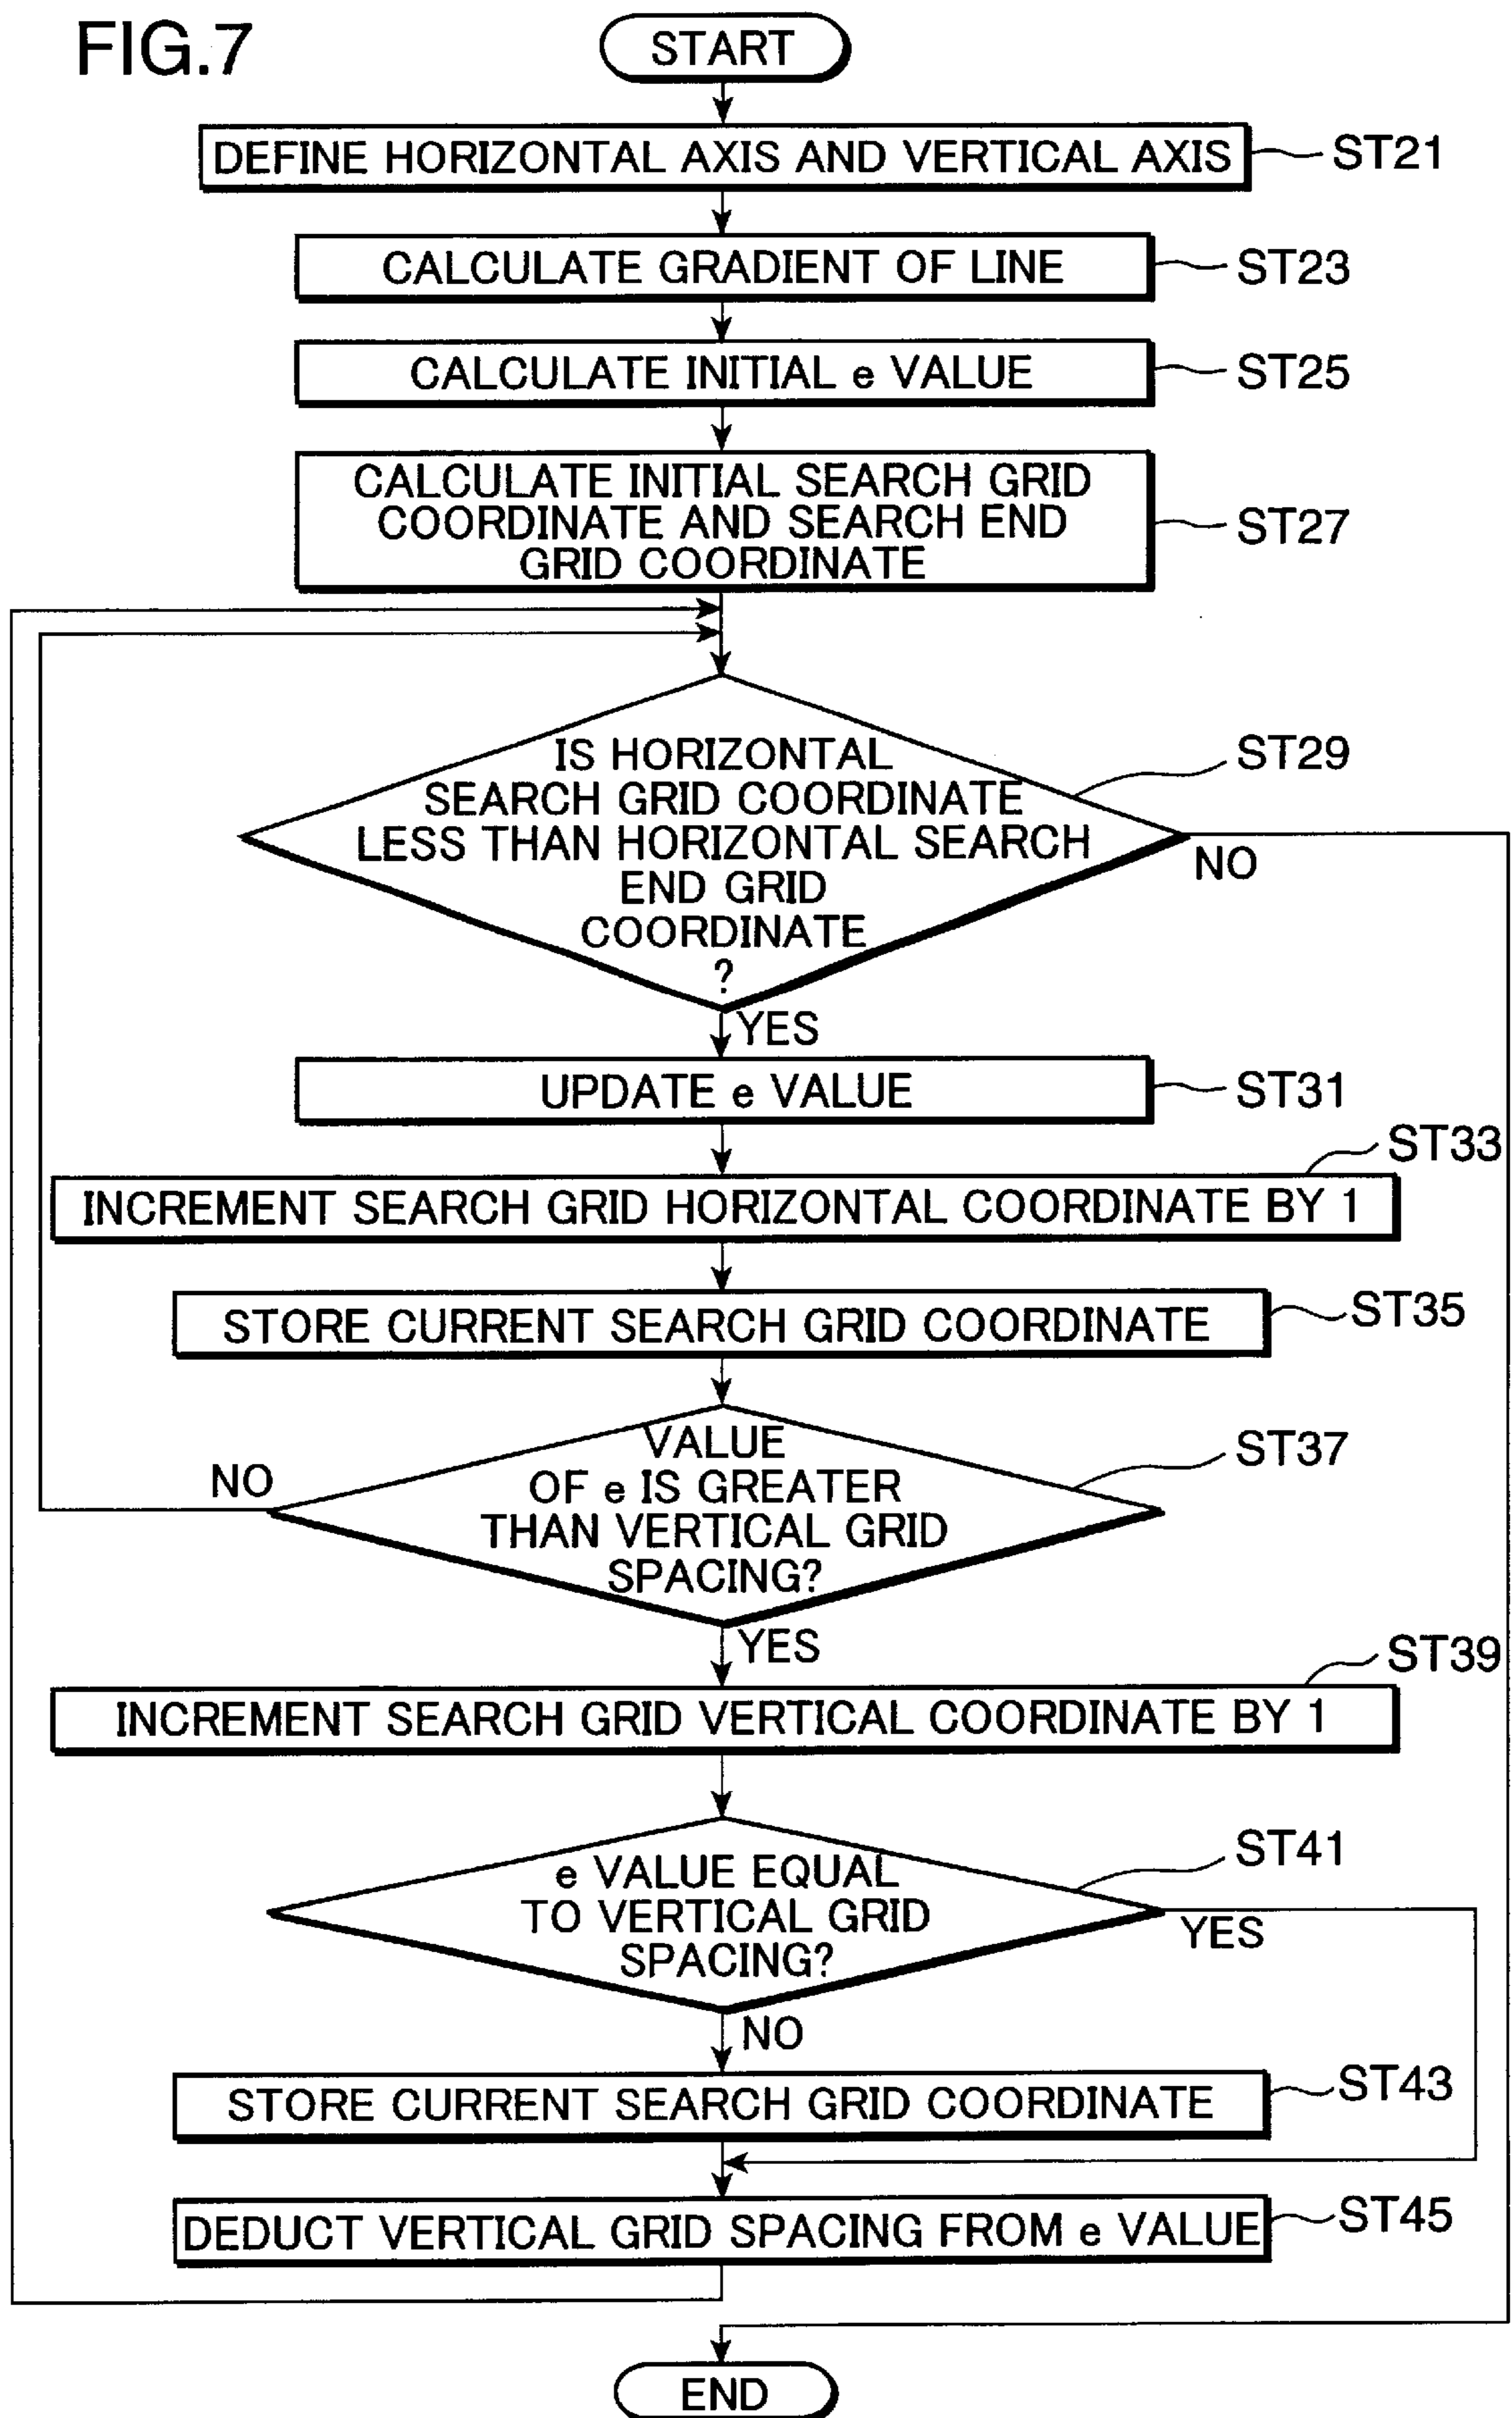 FIG.7
START
DEFINE HORIZONTAL AXIS AND VERTICAL AXIS
ST21
CALCULATE GRADIENT OF LINE
ST23
CALCULATE INITIAL e VALUE
ST25
CALCULATE INITIAL SEARCH GRID
COORDINATE AND SEARCH END
GRID COORDINATE
ST27
IS HORIZONTAL
SEARCH GRID COORDINATE
LESS THAN HORIZONTAL SEARCH
END GRID
COORDINATE
?
ST29
NO
YES
UPDATE e VALUE
ST31
ST33
INCREMENT SEARCH GRID HORIZONTAL COORDINATE BY 1
STORE CURRENT SEARCH GRID COORDINATE
ST35
VALUE
OF e IS GREATER
THAN VERTICAL GRID
SPACING?
ST37
NO
YES
ST39
INCREMENT SEARCH GRID VERTICAL COORDINATE BY 1
e VALUE EQUAL
TO VERTICAL GRID
SPACING?
ST41
YES
NO
STORE CURRENT SEARCH GRID COORDINATE
ST43
DEDUCT VERTICAL GRID SPACING FROM e VALUE
ST45
END